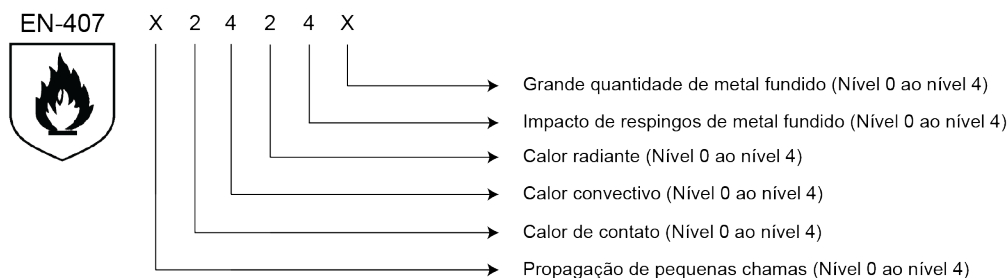 EN-407 X 2 4 2 4 X
Grande quantidade de metal fundido (Nível 0 ao nível 4)
Impacto de respingos de metal fundido (Nível 0 ao nível 4)
Calor radiante (Nível 0 ao nível 4)
Calor convectivo (Nível 0 ao nível 4)
Calor de contato (Nível 0 ao nível 4)
Propagação de pequenas chamas (Nível 0 ao nível 4)